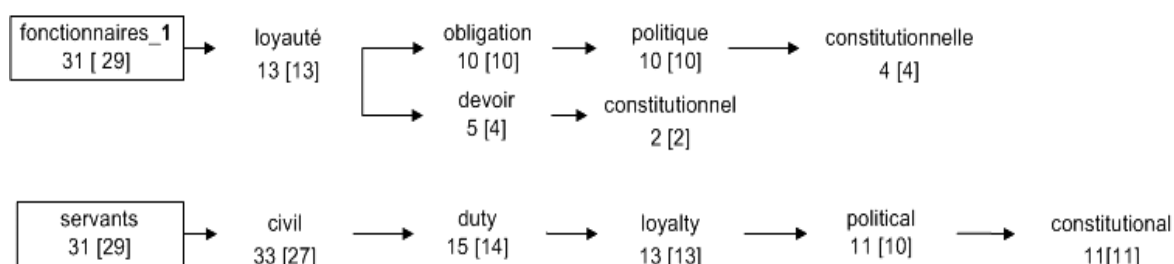 fonctionnaires_1
31 [ 29]
loyauté
13 [13]
obligation
10 [10]
politique
10 [10]
constitutionnelle
4 [4]
devoir
5 [4]
constitutionnel
2 [2]
servants
31 [29]
civil
33 [27]
duty
15 [14]
loyalty
13 [13]
political
11 [10]
constitutional
11[11]